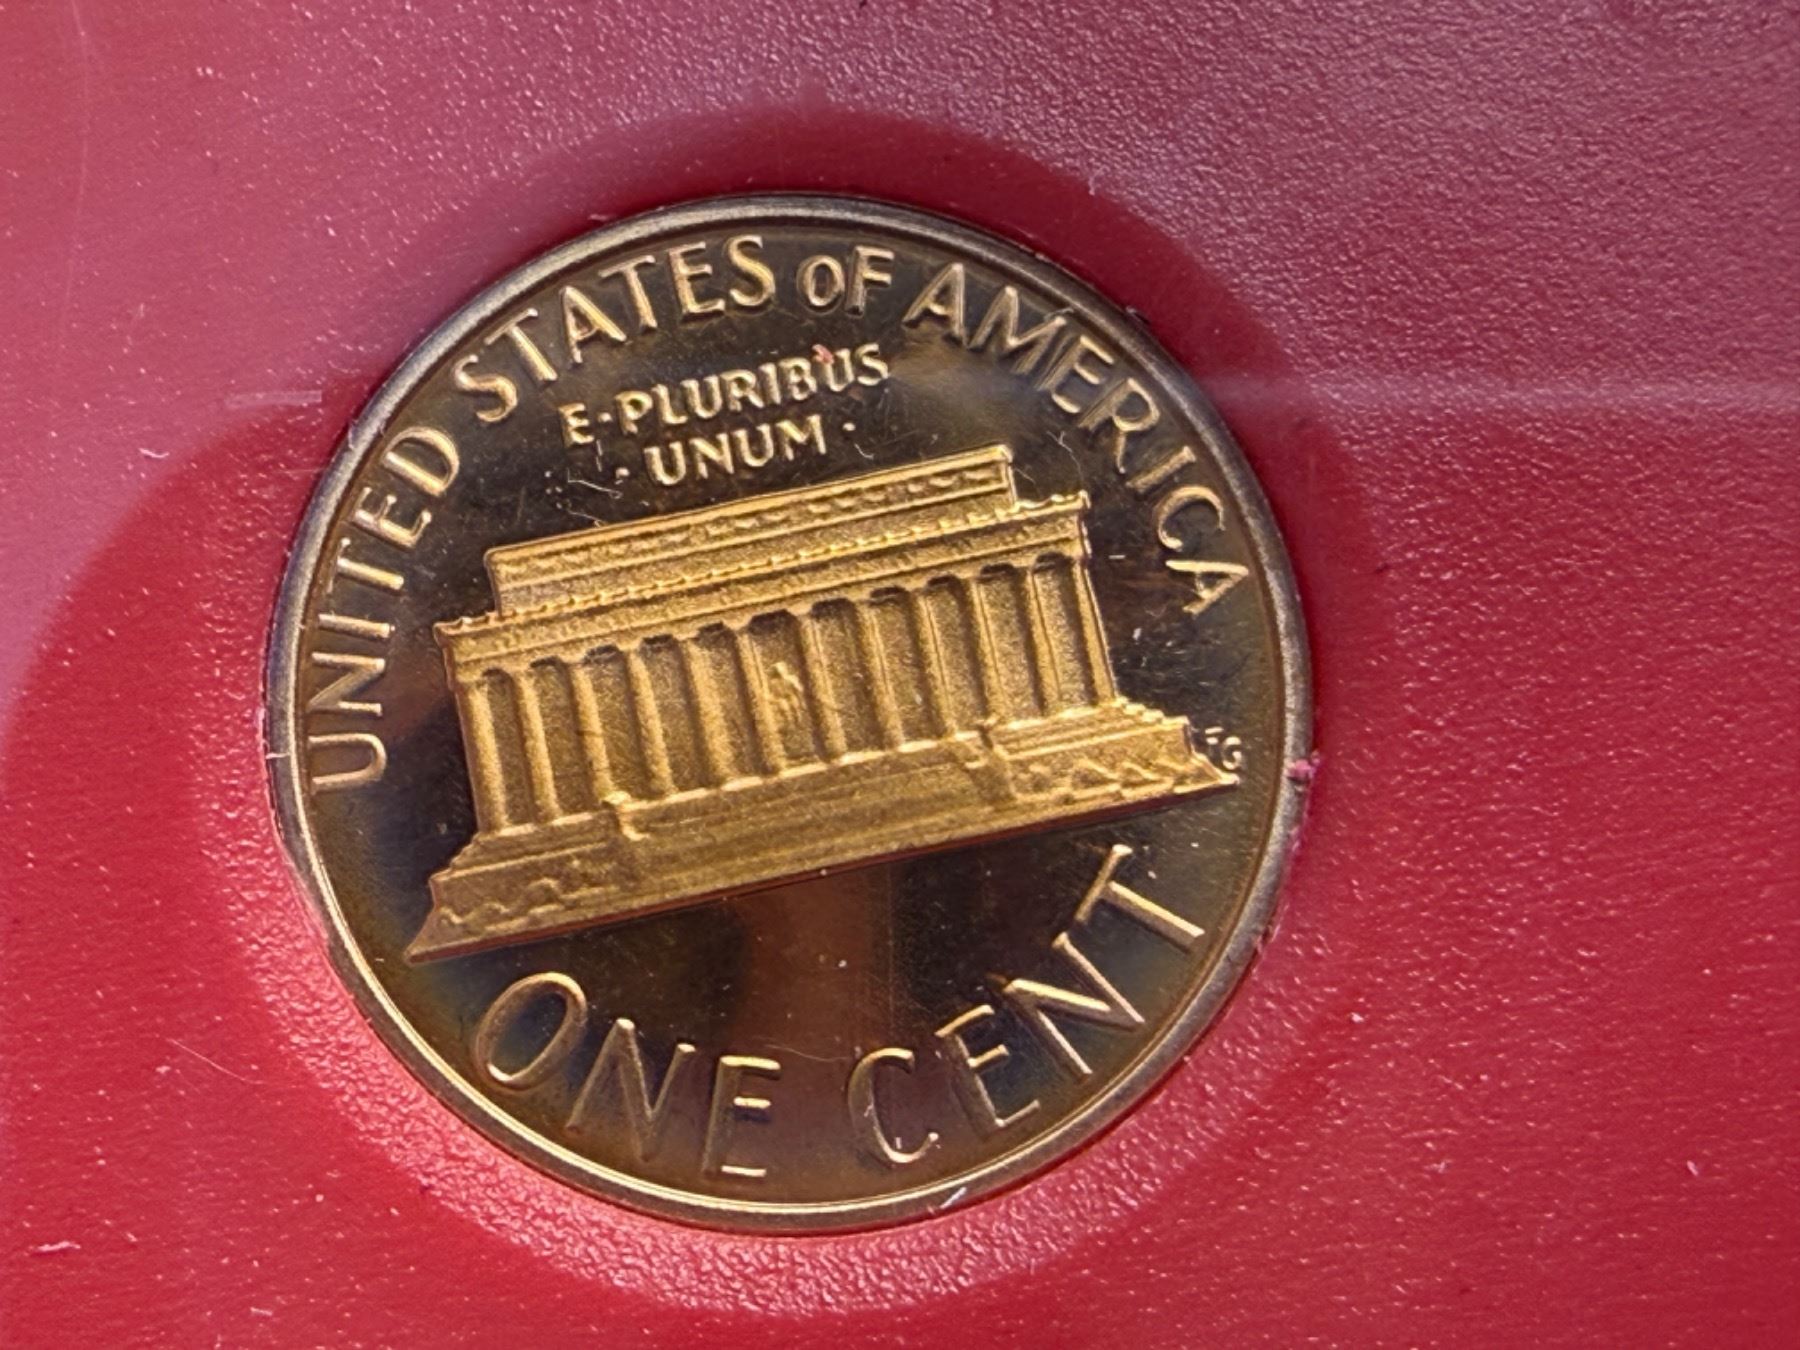 UNITED STATES OF AMERICA
E·PLURIBUS
·UNUM·
FG
ONE CENT